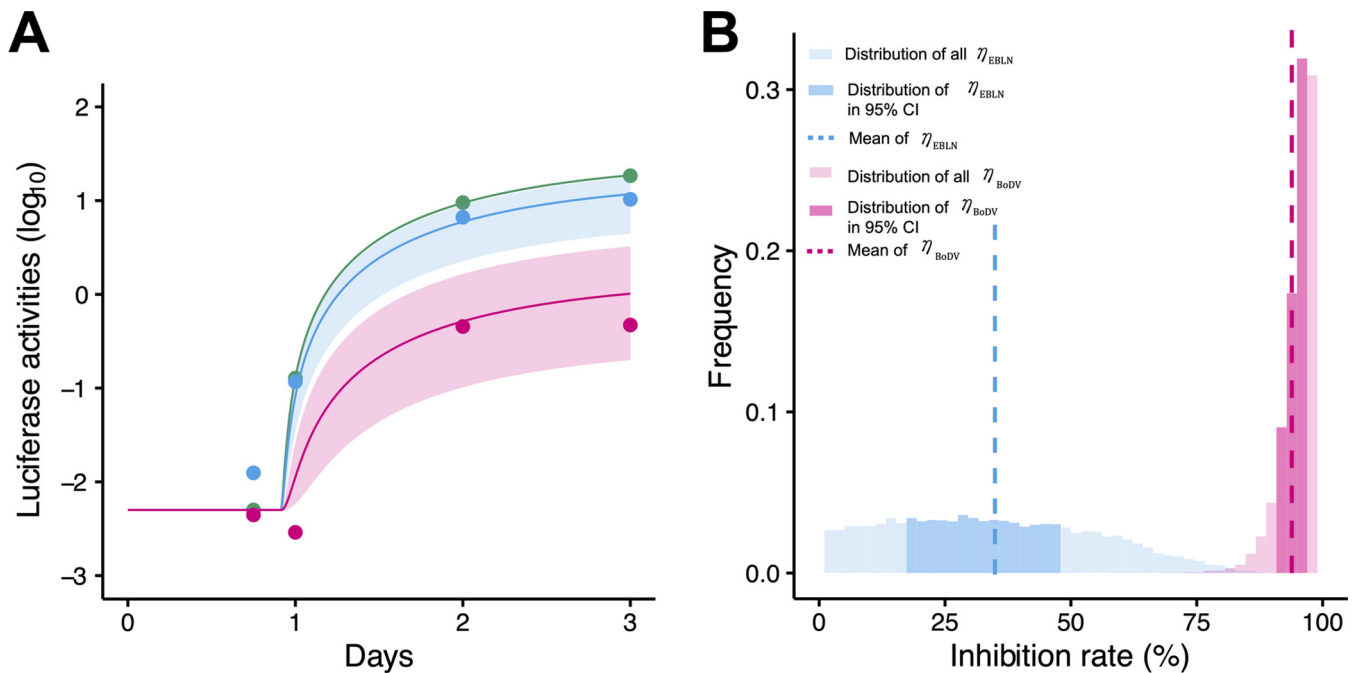 A
2
1
0
−1
−2
−3
Luciferase activities (log10)
0
1
2
3
Days
B
Distribution of all ηEBLN
Distribution of ηEBLN
in 95% CI
Mean of ηEBLN
Distribution of all ηBoDV
Distribution of ηBoDV
in 95% CI
Mean of ηBoDV
0.3
0.2
0.1
0.0
Frequency
0
25
50
75
100
Inhibition rate (%)